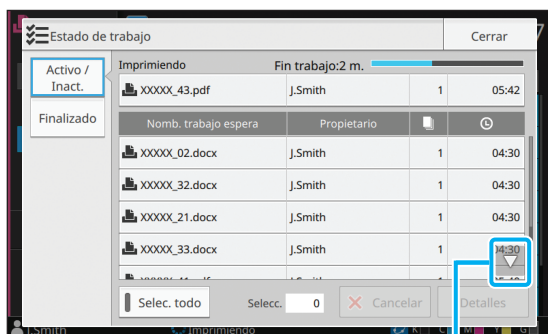 Estado de trabajo
Cerrar
Activo / Inact.
Finalizado
Imprimiendo Fin trabajo:2 m.
XXXXX_43.pdf J.Smith 1 05:42
Nomb. trabajo espera Propietario
XXXXX_02.docx J.Smith 1 04:30
XXXXX_32.docx J.Smith 1 04:30
XXXXX_21.docx J.Smith 1 04:30
XXXXX_33.docx J.Smith 1 04:30
Selec. todo Selecc. 0 Cancelar Detalles
J.Smith Imprimiendo K C M Y G